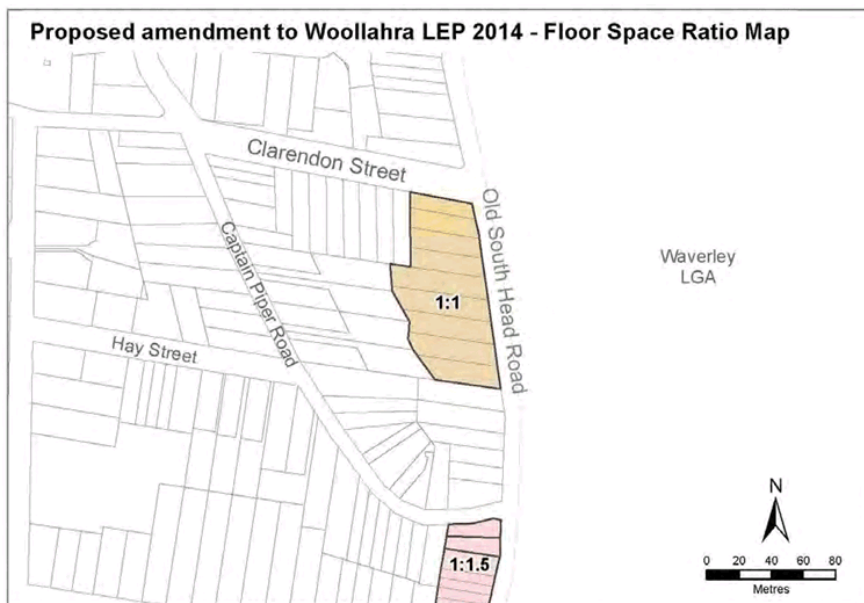 Proposed amendment to Woollahra LEP 2014 - Floor Space Ratio Map
Clarendon Street
Old South Head Road
Captain Piper Road
Waverley
LGA
1:1
Hay Street
N
1:1.5
0 20 40 60 80
Metres